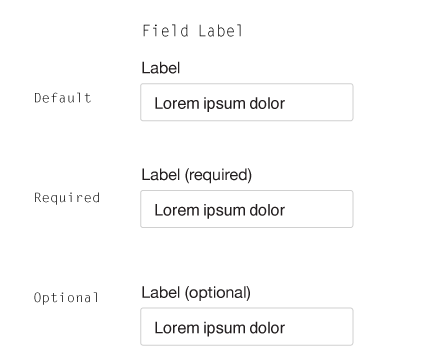 Field Label
Label
Default
Lorem ipsum dolor
Label (required)
Required
Lorem ipsum dolor
Label (optional)
Optional
Lorem ipsum dolor